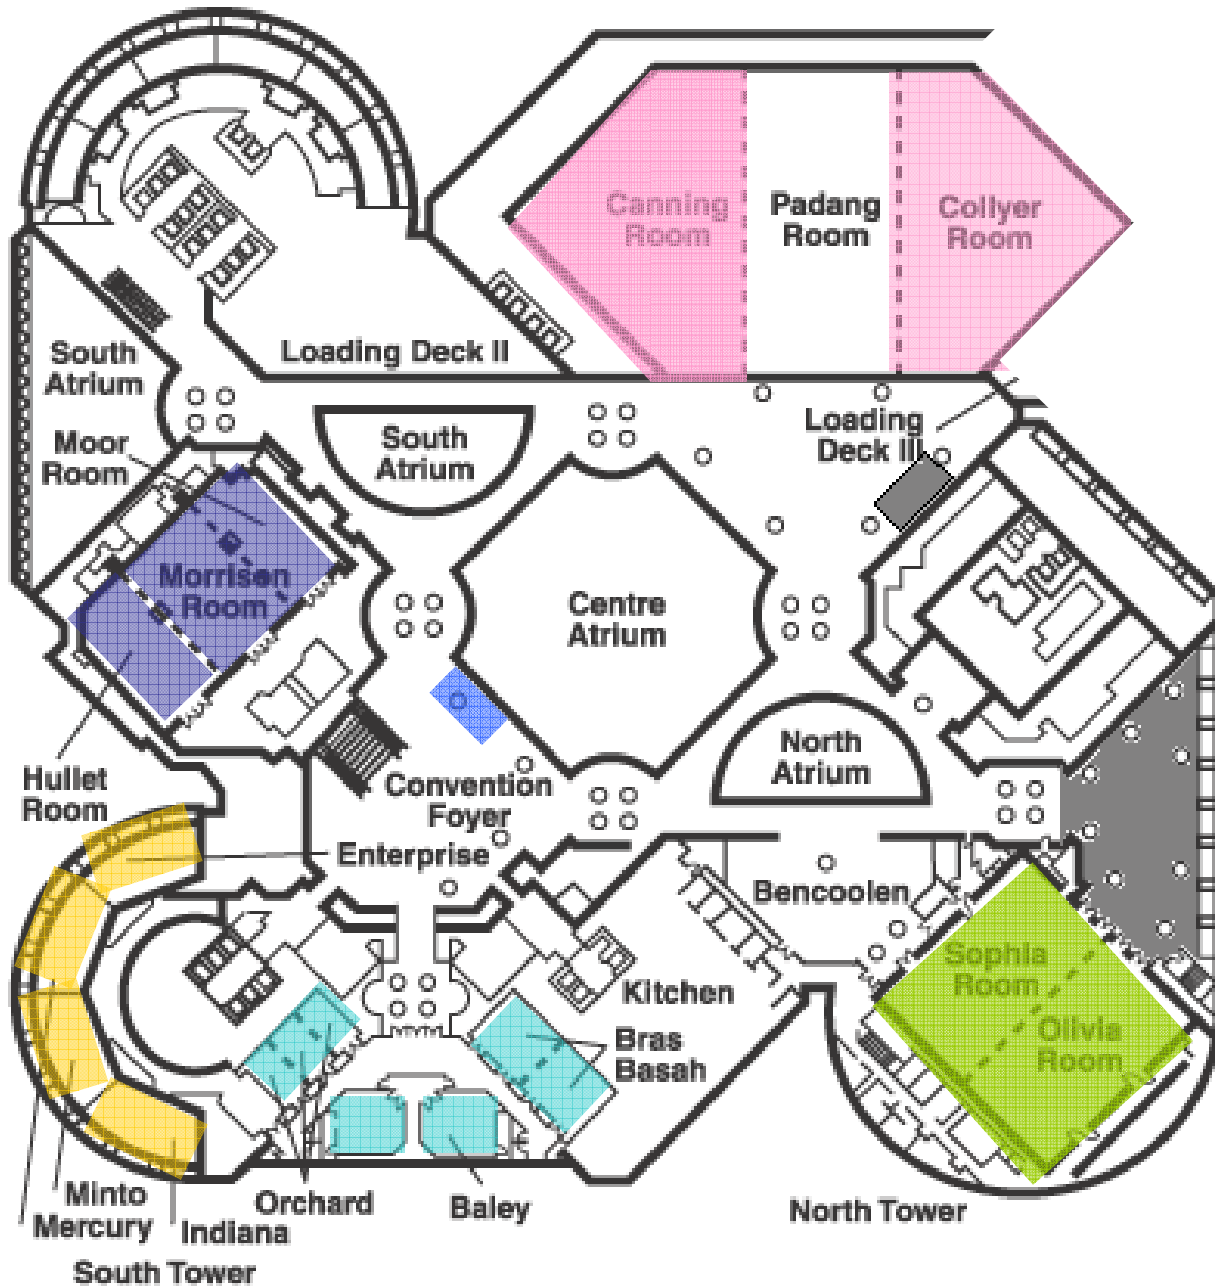 Canning
Room
Padang
Room
Collyer
Room
South
Atrium
Loading Deck II
Moor
Room
South
Atrium
Loading
Deck III
Morrisen
Room
Centre
Atrium
Hullet
Room
Convention
Foyer
North
Atrium
Enterprise
Bencoolen
Kitchen
Sophia
Room
Olivia
Room
Bras
Basah
Minto
Mercury
Indiana
Orchard
Baley
North Tower
South Tower